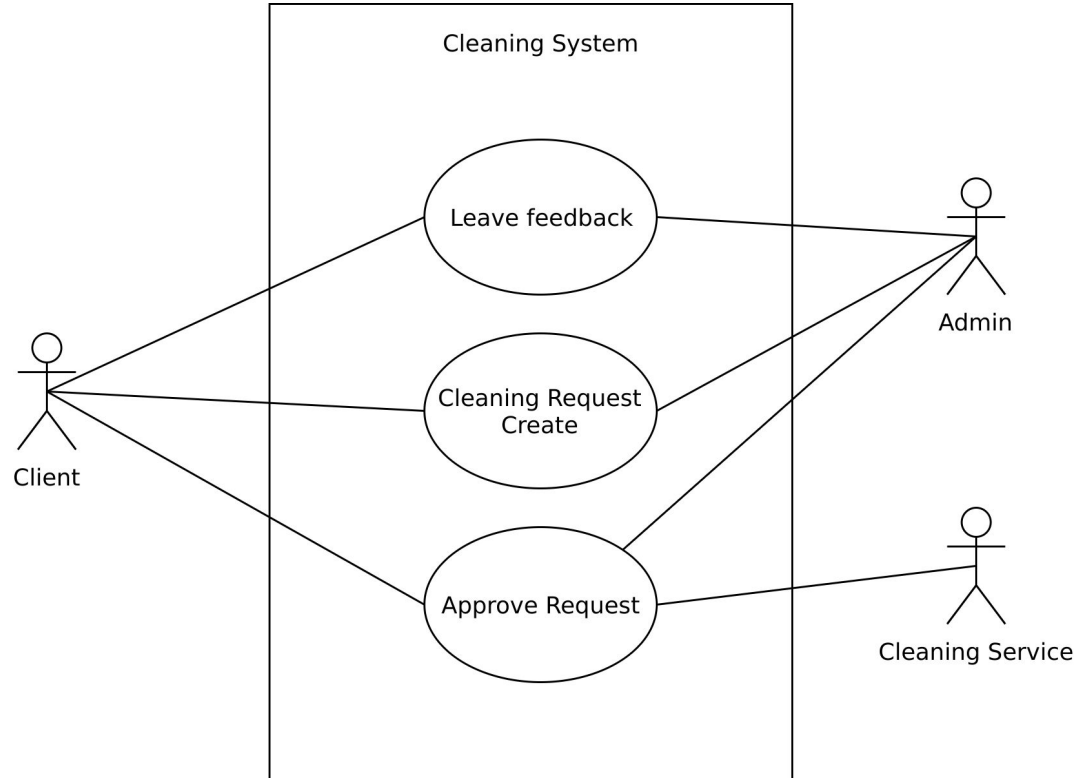 Cleaning System
Leave feedback
Admin
Cleaning Request
Create
Client
Approve Request
Cleaning Service